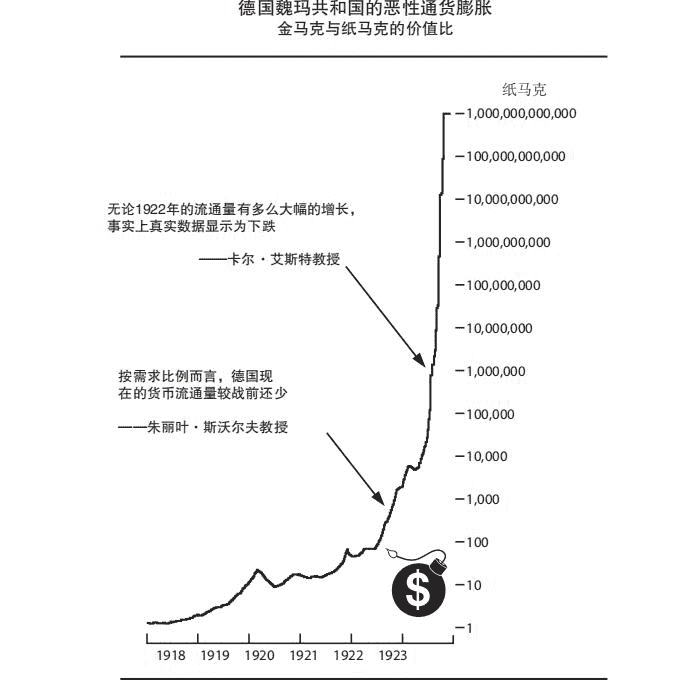 德国魏玛共和国的恶性通货膨胀
金马克与纸马克的价值比
纸马克
1,000,000,000,000
100,000,000,000
10,000,000,000
无论1922年的流通量有多么大幅的增长，
事实上真实数据显示为下跌
1,000,000,000
——卡尔·艾斯特教授
100,000,000
10,000,000
1,000,000
按需求比例而言，德国现
在的货币流通量较战前还少
100,000
——朱丽叶·斯沃尔夫教授
10,000
1,000
100
10
$
1
1918 1919 1920 1921 1922 1923